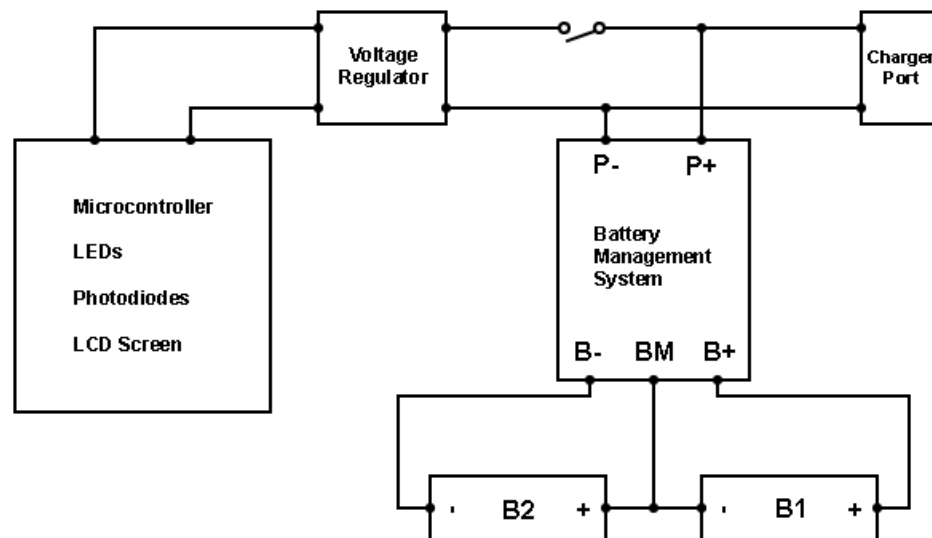 Voltage
Regulator
Charger
Port
P- P+
Microcontroller
LEDs
Photodiodes
LCD Screen
Battery
Management
System
B- BM B+
- B2 + - B1 +